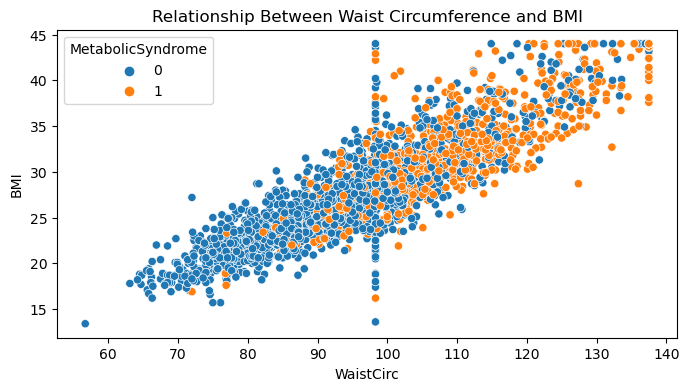 Relationship Between Waist Circumference and BMI
MetabolicSyndrome
0
1
BMI
45
40
35
30
25
20
15
60 70 80 90 100 110 120 130 140
WaistCirc